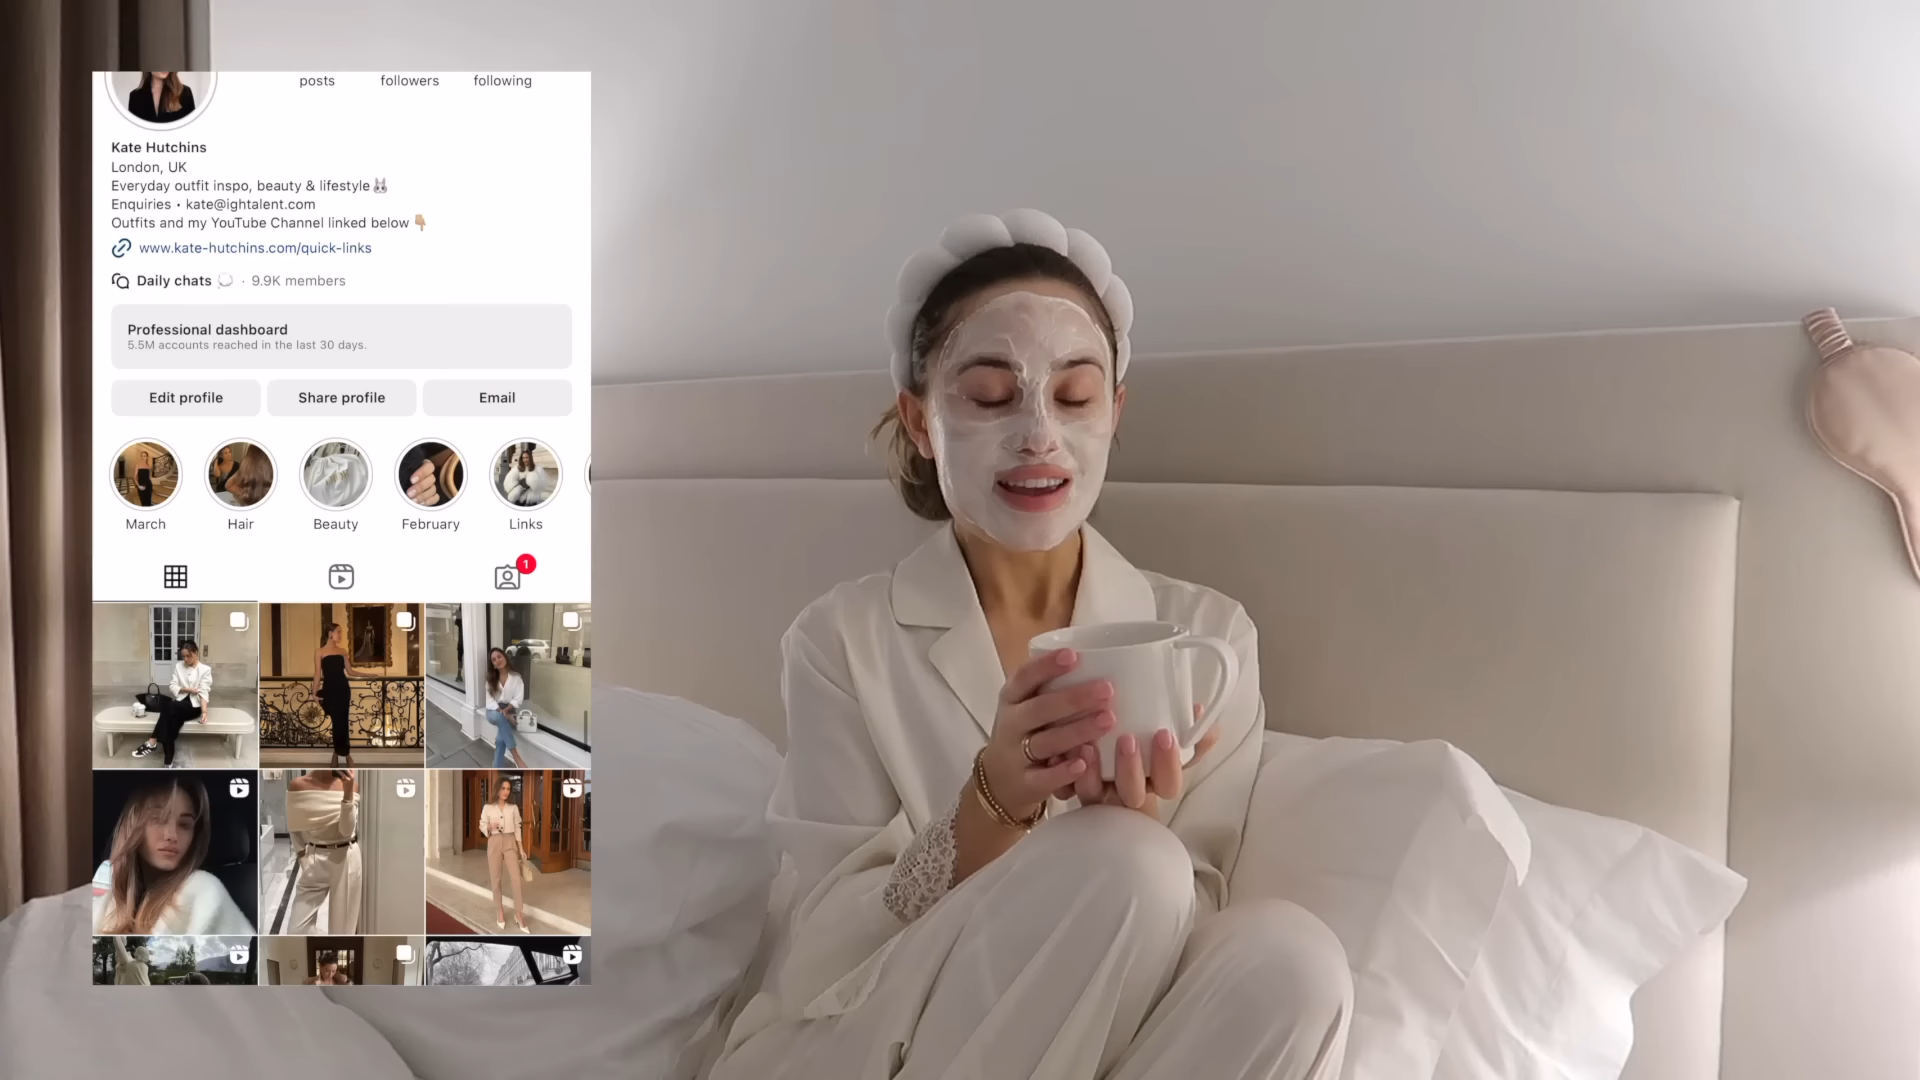 posts followers following
Kate Hutchins
London, UK
Everyday outfit inspo, beauty & lifestyle🐰
Enquiries • kate@ightalent.com
Outfits and my YouTube Channel linked below 👇🏼
www.kate-hutchins.com/quick-links
Daily chats 💭 · 9.9K members
Professional dashboard
5.5M accounts reached in the last 30 days.
Edit profile Share profile Email
March Hair Beauty February Links
1